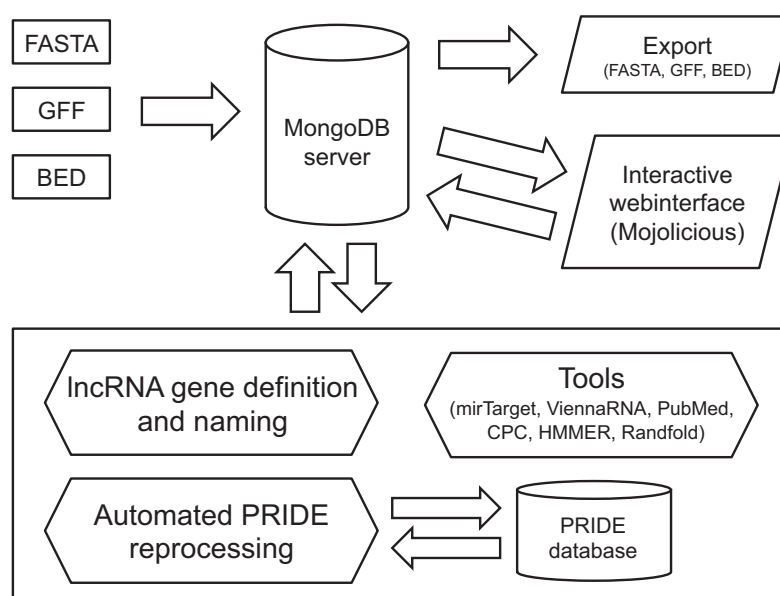 FASTA
GFF
BED
MongoDB
server
Export
(FASTA, GFF, BED)
Interactive
webinterface
(Mojolicious)
lncRNA gene definition
and naming
Tools
(mirTarget, ViennaRNA, PubMed,
CPC, HMMER, Randfold)
Automated PRIDE
reprocessing
PRIDE
database